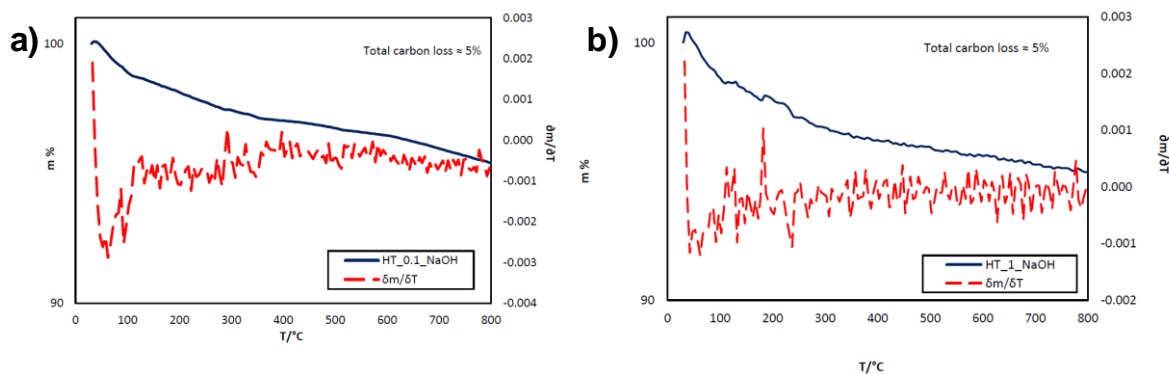 a)
100
m %
90
0 100 200 300 400 500 600 700 800
T/°C
0.003
0.002
0.001
0.000
-0.001
-0.002
-0.003
-0.004
δm/δT
Total carbon loss ≈ 5%
HT_0.1_NaOH
δm/δT
b)
100
m %
90
0 100 200 300 400 500 600 700 800
T/°C
0.003
0.002
0.001
0.000
-0.001
-0.002
δm/dT
Total carbon loss ≈ 5%
HT_1_NaOH
δm/δT